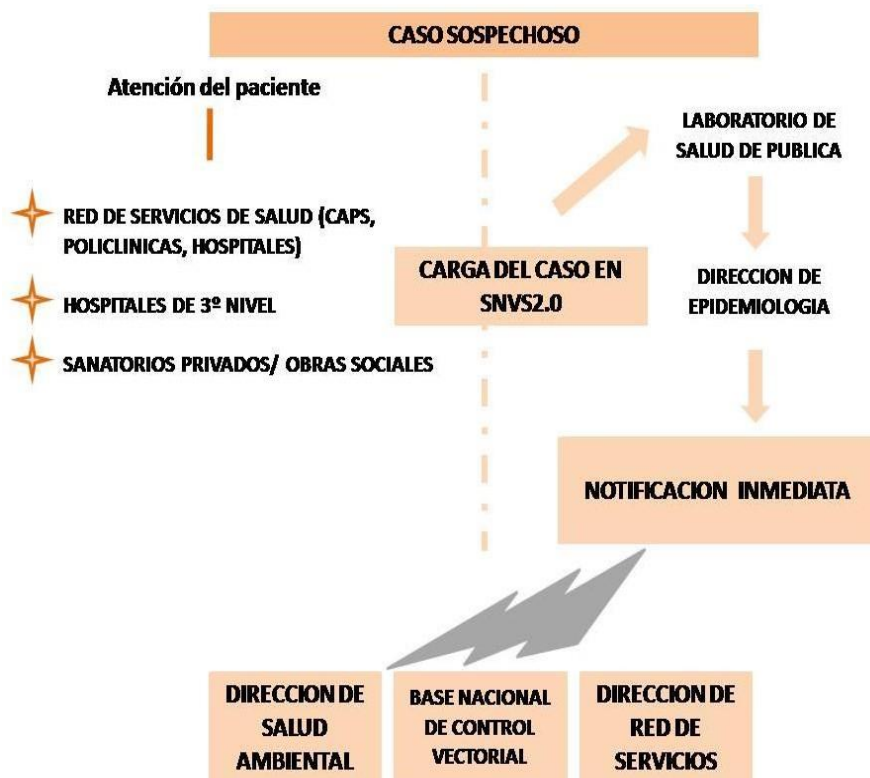 CASO SOSPECHOSO
Atención del paciente
RED DE SERVICIOS DE SALUD (CAPS,
POLICLINICAS, HOSPITALES)
HOSPITALES DE 3º NIVEL
SANATORIOS PRIVADOS/ OBRAS SOCIALES
CARGA DEL CASO EN
SNVS2.0
LABORATORIO DE
SALUD DE PUBLICA
DIRECCION DE
EPIDEMIOLOGIA
NOTIFICACION INMEDIATA
DIRECCION DE
SALUD
AMBIENTAL
BASE NACIONAL
DE CONTROL
VECTORIAL
DIRECCION DE
RED DE
SERVICIOS